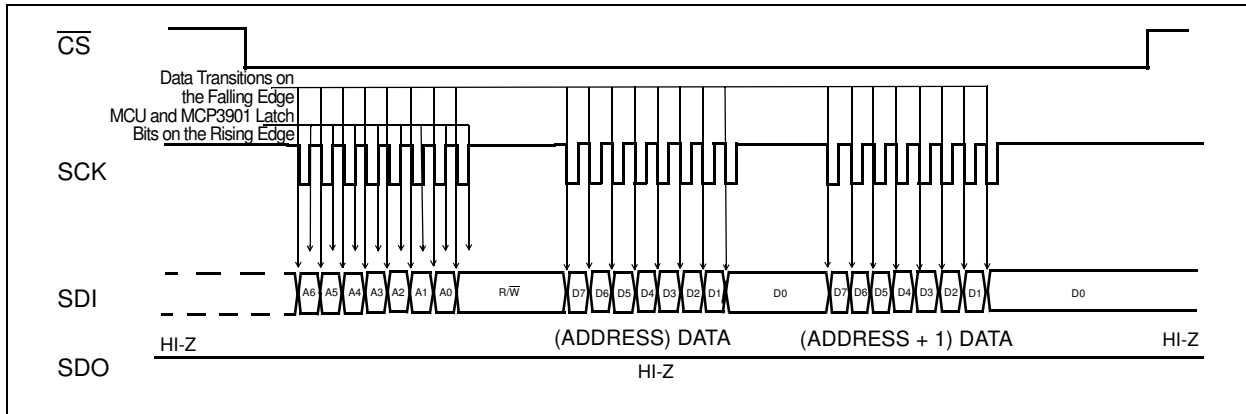 CS
Data Transitions on
the Falling Edge
MCU and MCP3901 Latch
Bits on the Rising Edge
SCK
SDI
A6 A5 A4 A3 A2 A1 A0 R/W D7 D6 D5 D4 D3 D2 D1 D0 D7 D6 D5 D4 D3 D2 D1 D0
(ADDRESS) DATA (ADDRESS + 1) DATA
HI-Z HI-Z
SDO
HI-Z